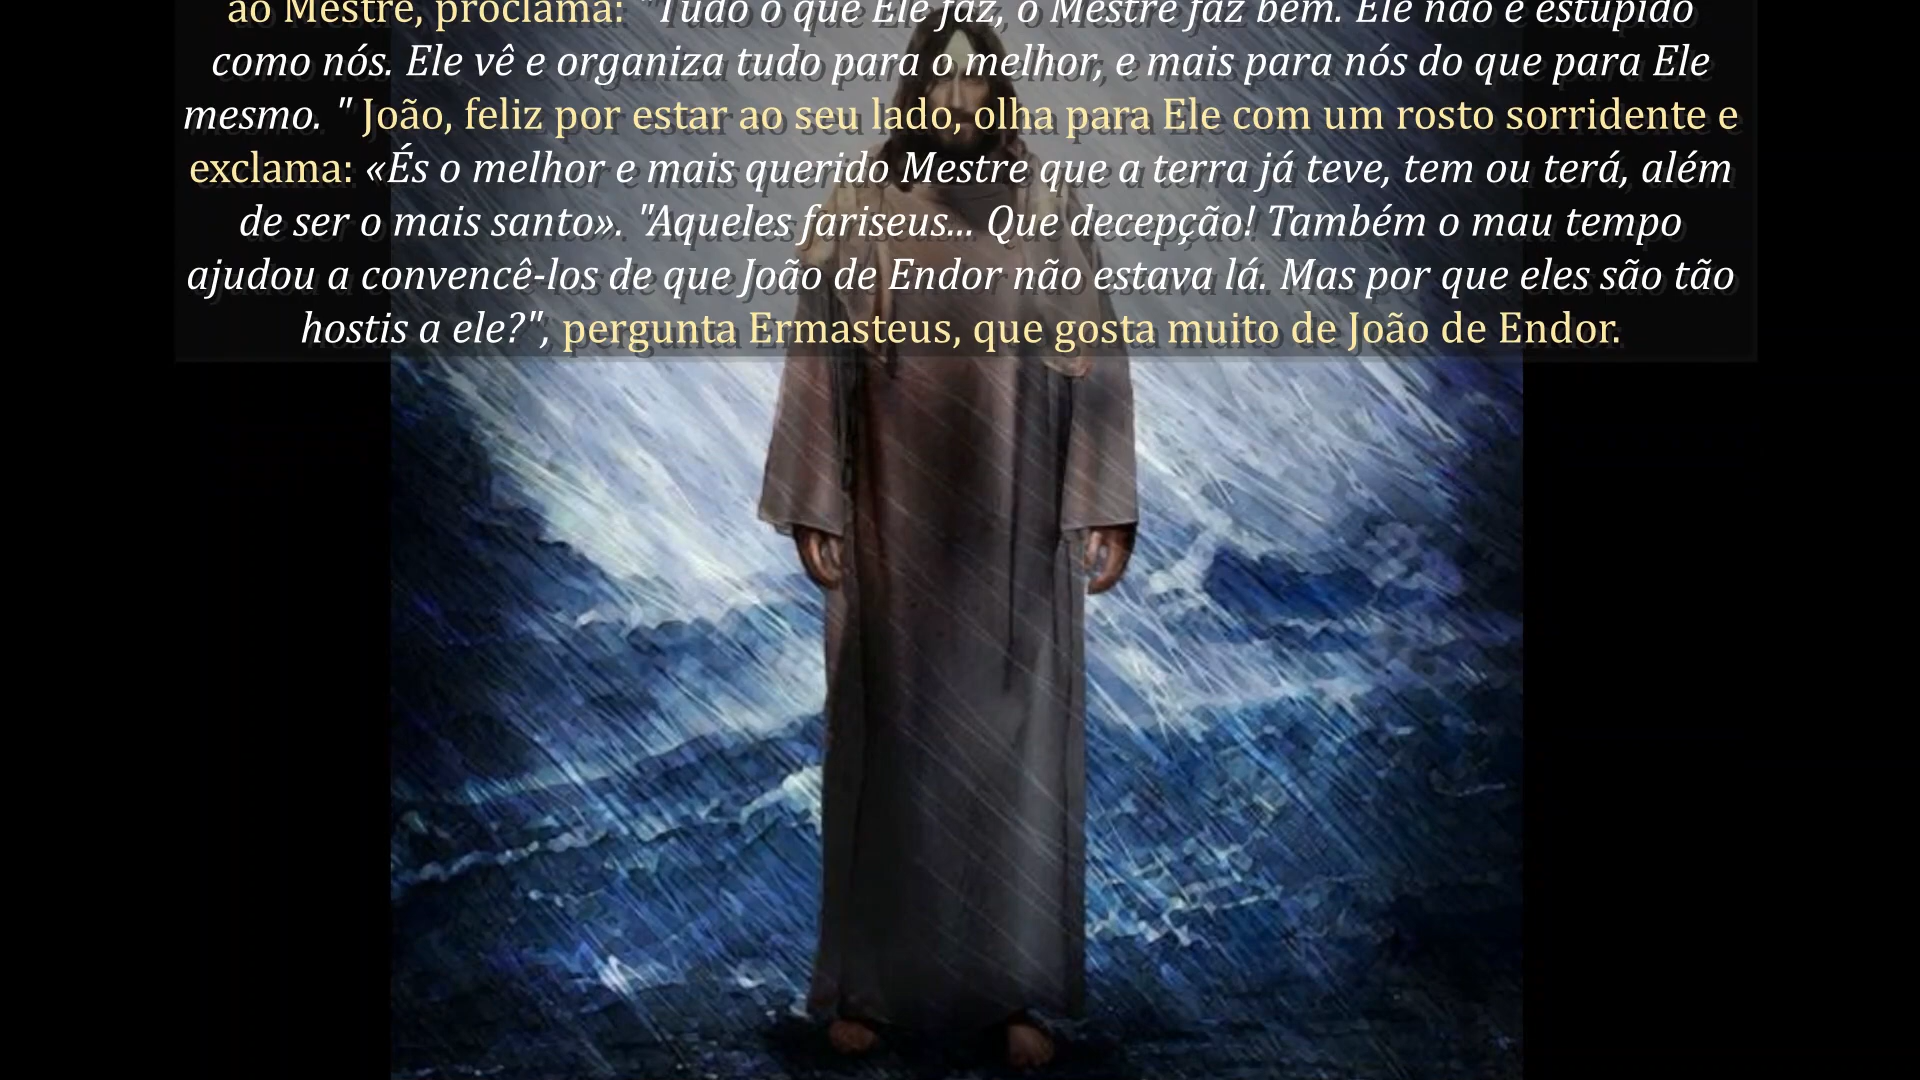 ao Mestre, proclama: "Tudo o que Ele faz, o Mestre faz bem. Ele não é estúpido
como nós. Ele vê e organiza tudo para o melhor, e mais para nós do que para Ele
mesmo. " João, feliz por estar ao seu lado, olha para Ele com um rosto sorridente e
exclama: «És o melhor e mais querido Mestre que a terra já teve, tem ou terá, além
de ser o mais santo». "Aqueles fariseus... Que decepção! Também o mau tempo
ajudou a convencê-los de que João de Endor não estava lá. Mas por que eles são tão
hostis a ele?", pergunta Ermasteus, que gosta muito de João de Endor.